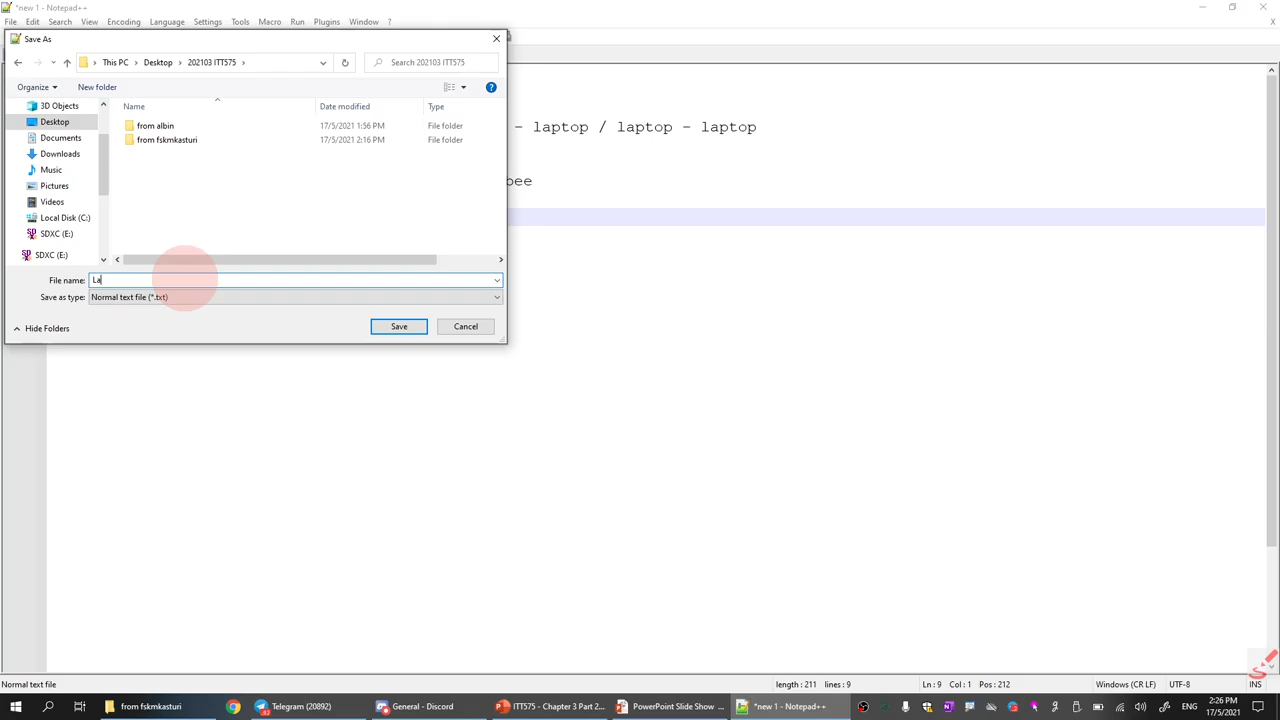 *new 1 - Notepad++
File Edit Search View Encoding Language Settings Tools Macro Run Plugins Window ? X
Save As
This PC > Desktop > 202103 ITT575 >
Search 202103 ITT575
Organize
New folder
Name Date modified Type
3D Objects
Desktop
Documents
Downloads
Music
Pictures
Videos
Local Disk (C:)
SDXC (E:)
SDXC (E:)
from albin 17/5/2021 1:56 PM File folder
from fskmkasturi 17/5/2021 2:16 PM File folder
- laptop / laptop - laptop
bee
File name: La
Save as type: Normal text file (*.txt)
Hide Folders
Save
Cancel
Normal text file length : 211 lines : 9 Ln : 9 Col : 1 Pos : 212 Windows (CR LF) UTF-8 INS
from fskmkasturi
Telegram (20892)
General - Discord
ITT575 - Chapter 3 Part 2...
PowerPoint Slide Show ...
*new 1 - Notepad++
2:26 PM
17/5/2021